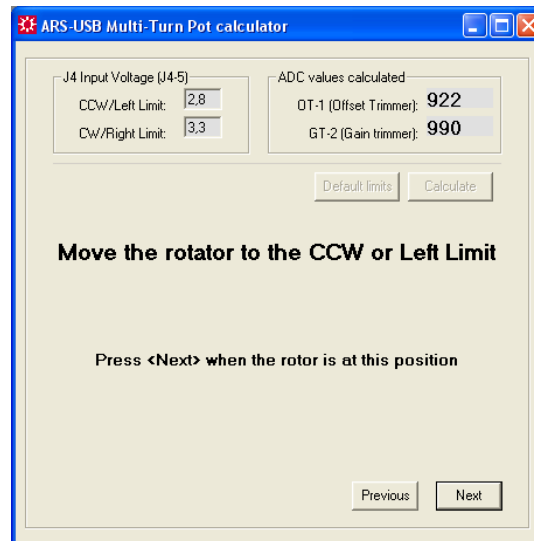 ARS-USB Multi-Turn Pot calculator
J4 Input Voltage (J4-5)
CCW/Left Limit: 2,8
CW/Right Limit: 3,3
ADC values calculated
OT-1 (Offset Trimmer): 922
GT-2 (Gain trimmer): 990
Default limits Calculate
Move the rotator to the CCW or Left Limit
Press <Next> when the rotor is at this position
Previous Next